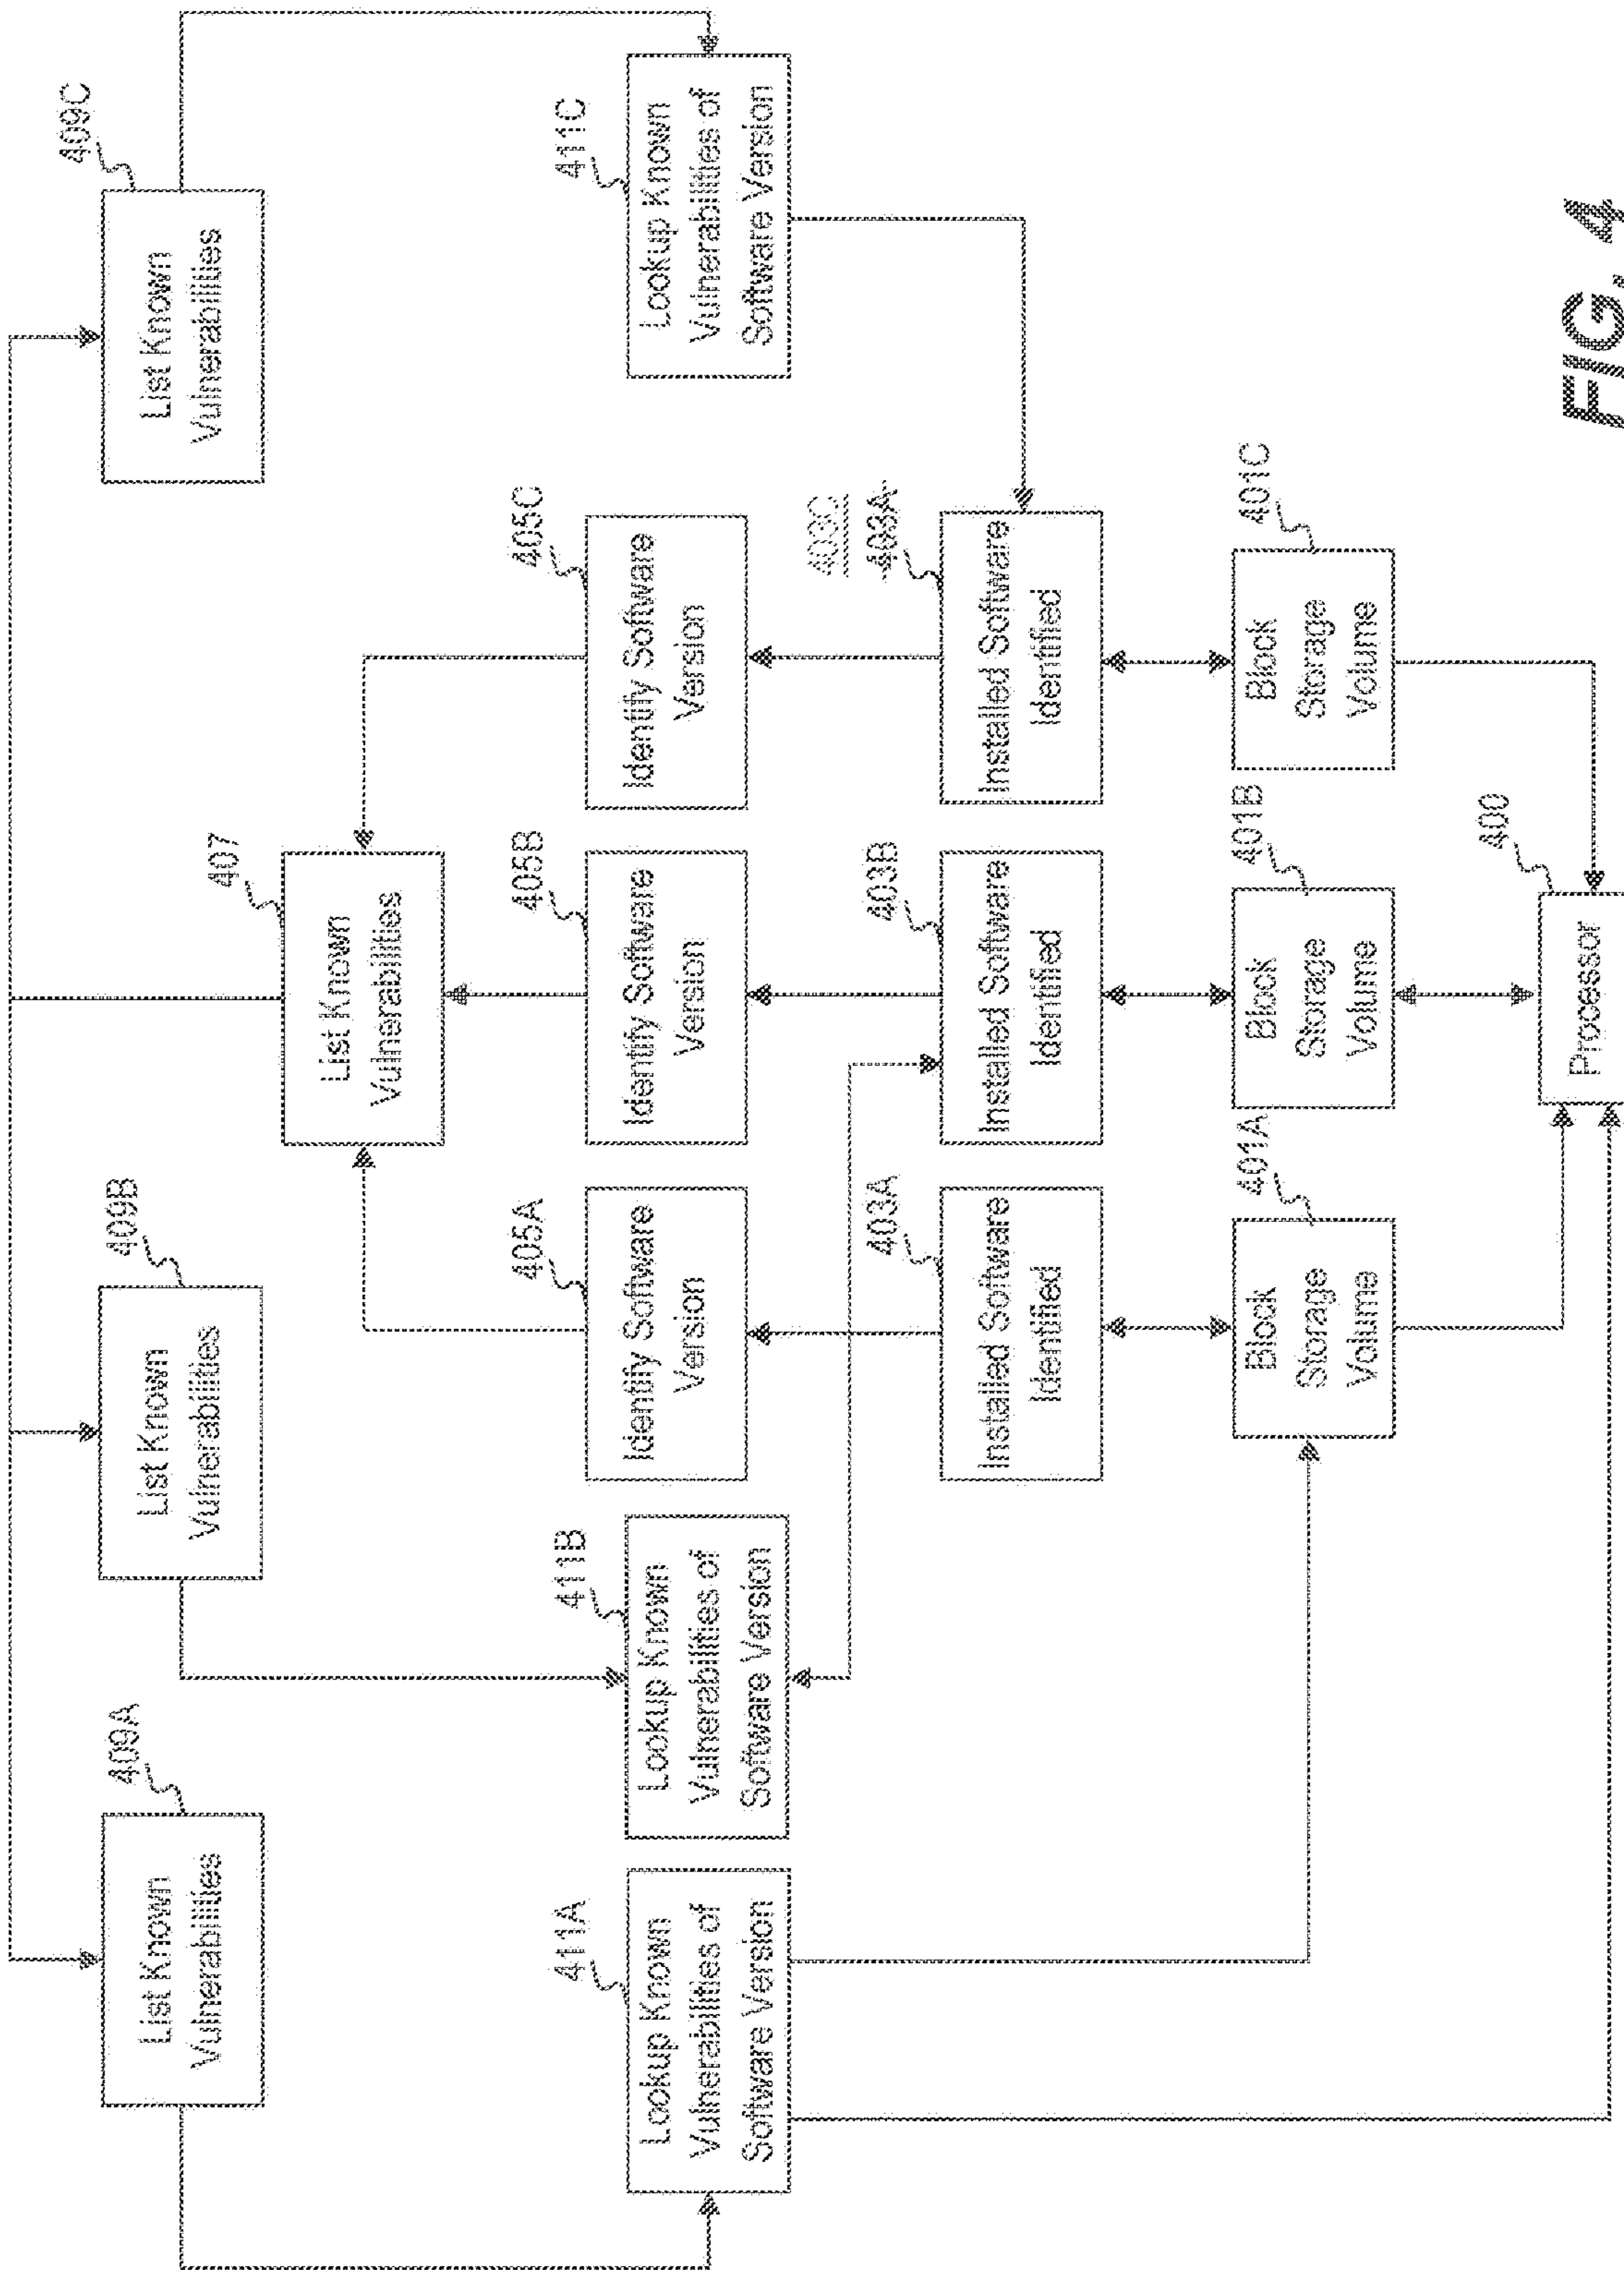 409A
List Known
Vulnerabilities
409B
List Known
Vulnerabilities
409C
List Known
Vulnerabilities
407
List Known
Vulnerabilities
411A
Lookup Known
Vulnerabilities of
Software Version
411B
Lookup Known
Vulnerabilities of
Software Version
405A
Identify Software
Version
405B
Identify Software
Version
405C
Identify Software
Version
411C
Lookup Known
Vulnerabilities of
Software Version
403A
Installed Software
Identified
403B
Installed Software
Identified
403C
403A
Installed Software
Identified
401A
Block
Storage
Volume
401B
Block
Storage
Volume
401C
Block
Storage
Volume
400
Processor
FIG. 4